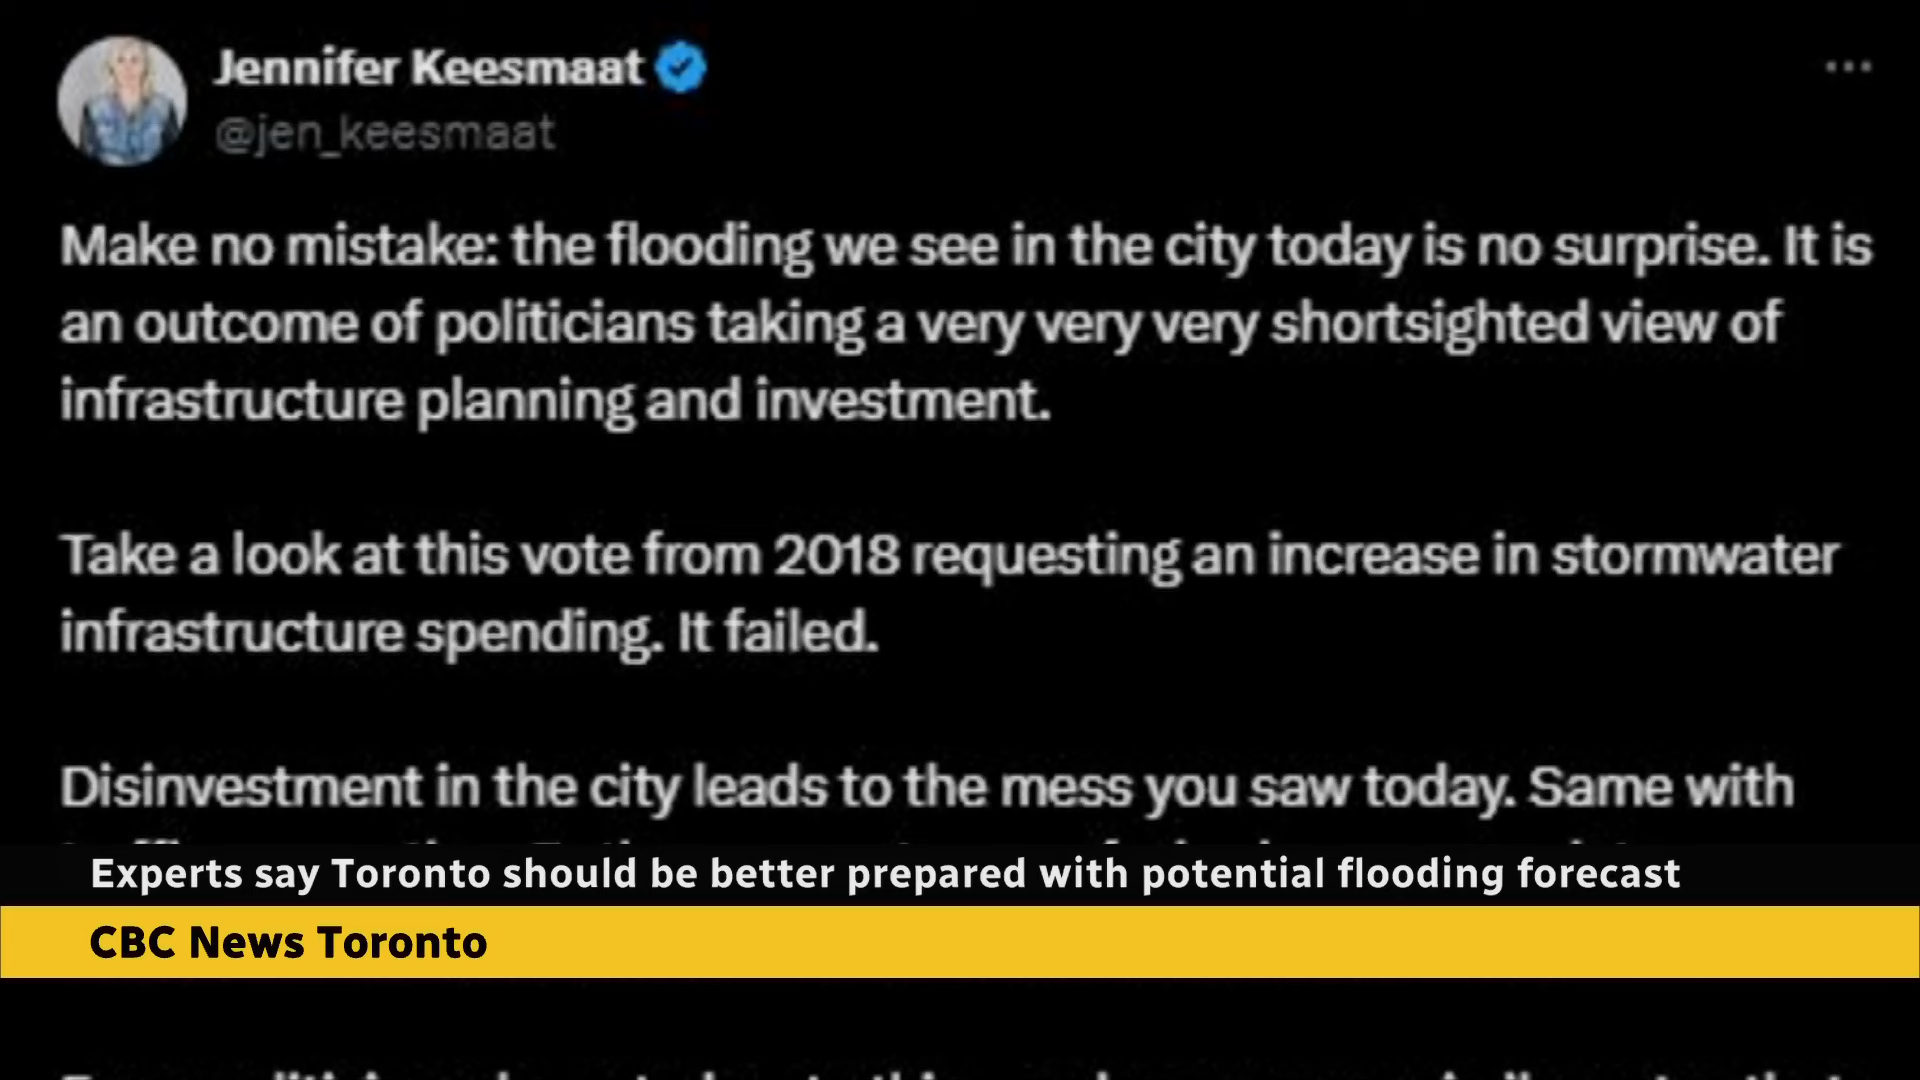 Jennifer Keesmaat
@jen_keesmaat
Make no mistake: the flooding we see in the city today is no surprise. It is
an outcome of politicians taking a very very very shortsighted view of
infrastructure planning and investment.
Take a look at this vote from 2018 requesting an increase in stormwater
infrastructure spending. It failed.
Disinvestment in the city leads to the mess you saw today. Same with
Experts say Toronto should be better prepared with potential flooding forecast
CBC News Toronto